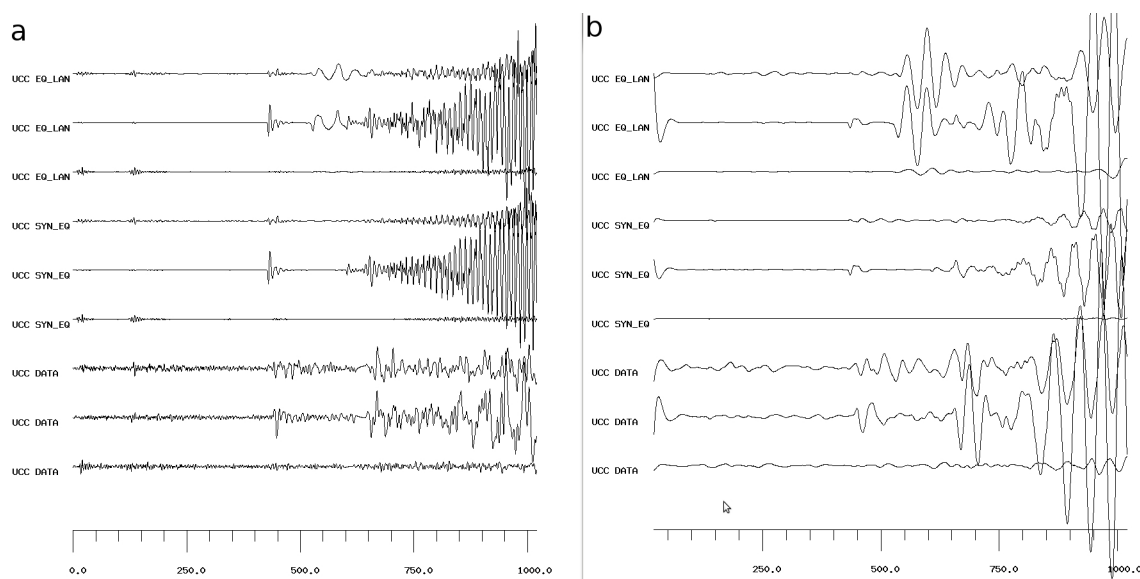 a
UCC EQ_LAN
UCC EQ_LAN
UCC EQ_LAN
UCC SYN_EQ
UCC SYN_EQ
UCC SYN_EQ
UCC DATA
UCC DATA
UCC DATA
0.0 250.0 500.0 750.0 1000.0
b
UCC EQ_LAN
UCC EQ_LAN
UCC EQ_LAN
UCC SYN_EQ
UCC SYN_EQ
UCC SYN_EQ
UCC DATA
UCC DATA
UCC DATA
250.0 500.0 750.0 1000.0